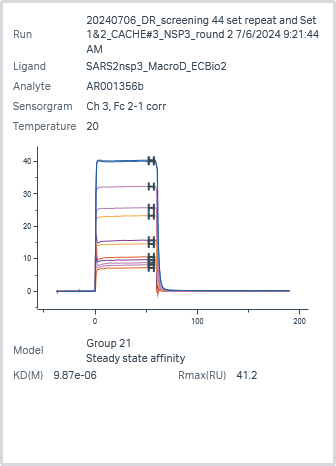 Run 20240706_DR_screening 44 set repeat and Set
1&2_CACHE#3_NSP3_round 2 7/6/2024 9:21:44
AM
Ligand SARS2nsp3_MacroD_ECBio2
Analyte AR001356b
Sensorgram Ch 3, Fc 2-1 corr
Temperature 20
40
30
20
10
0
0 100 200
Model Group 21
Steady state affinity
KD(M) 9.87e-06 Rmax(RU) 41.2